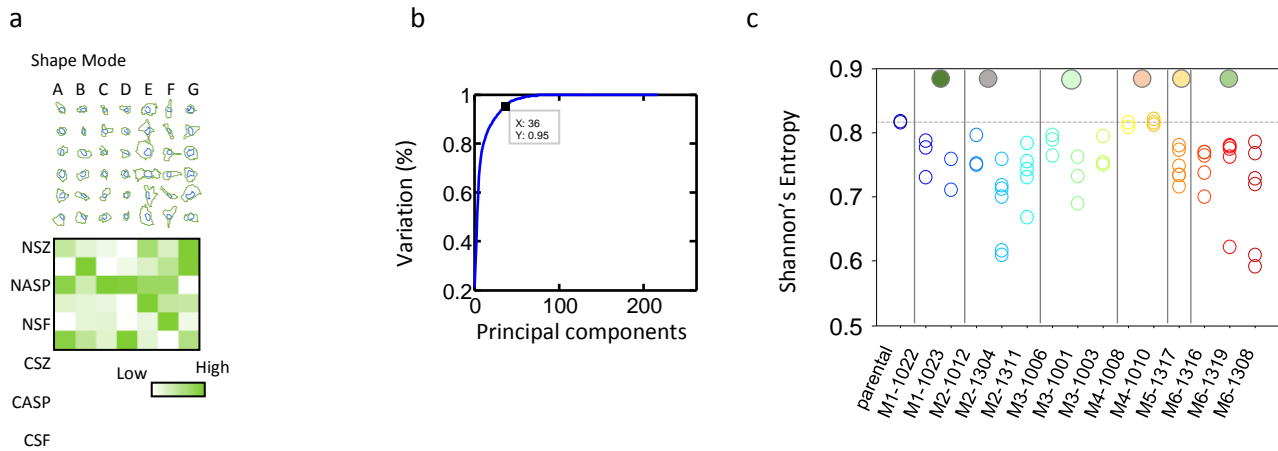 a
Shape Mode
A B C D E F G
NSZ
NASP
NSF
CSZ
CASP
CSF
Low
High
b
Variation (%)
1
0.8
0.6
0.4
0.2
X: 36
Y: 0.95
0 100 200
Principal components
c
Shannon's Entropy
0.9
0.8
0.7
0.6
0.5
parental
M1-1022
M1-1023
M2-1012
M2-1304
M2-1311
M3-1006
M3-1001
M3-1003
M4-1008
M4-1010
M5-1317
M6-1316
M6-1319
M6-1308